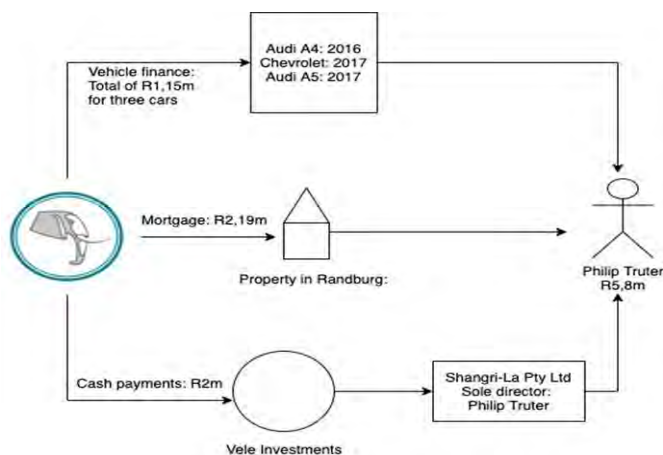 Vehicle finance:
Total of R1,15m
for three cars
Audi A4: 2016
Chevrolet: 2017
Audi A5: 2017
Mortgage: R2,19m
Property in Randburg:
Philip Truter
R5,8m
Cash payments: R2m
Vele Investments
Shangri-La Pty Ltd
Sole director:
Philip Truter